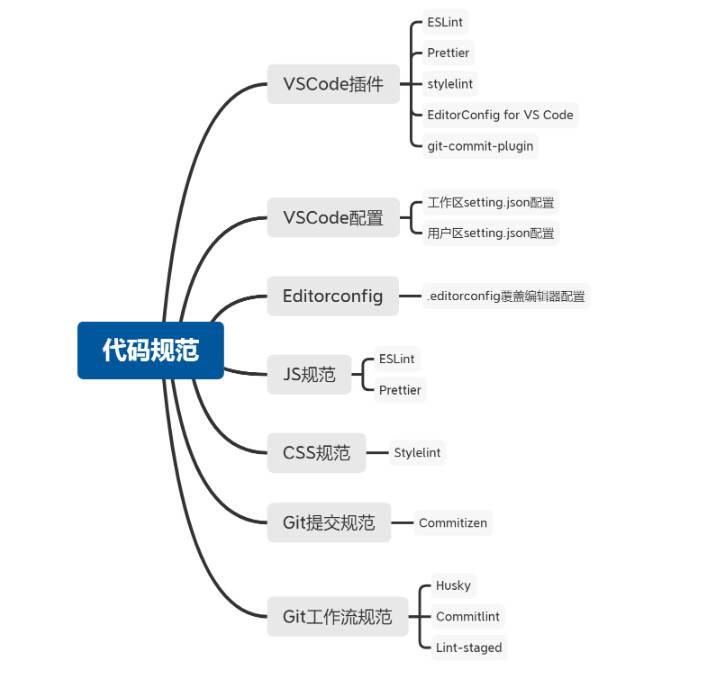 代码规范
VSCode插件
ESLint
Prettier
stylelint
EditorConfig for VS Code
git-commit-plugin
VSCode配置
工作区setting.json配置
用户区setting.json配置
Editorconfig
.editorconfig覆盖编辑器配置
JS规范
ESLint
Prettier
CSS规范
Stylelint
Git提交规范
Commitizen
Git工作流规范
Husky
Commitlint
Lint-staged